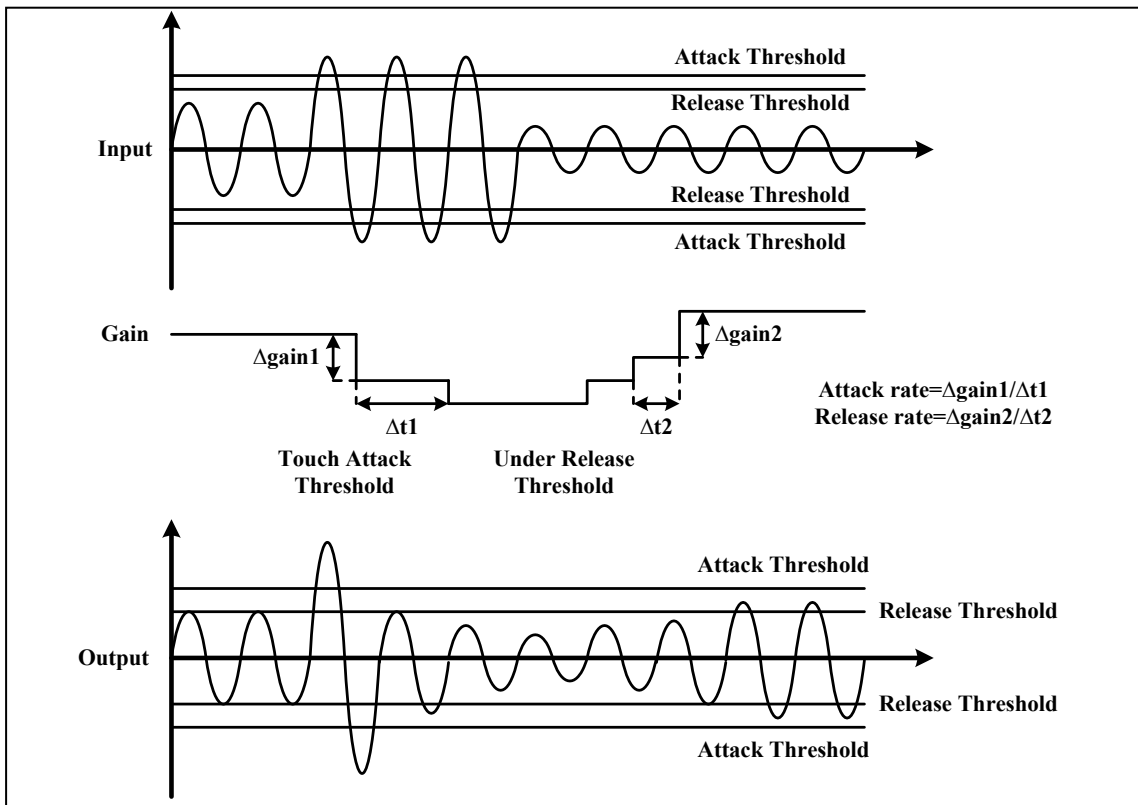 Attack Threshold
Release Threshold
Input
Release Threshold
Attack Threshold
Gain
Δgain1
Δgain2
Attack rate=Δgain1/Δt1
Release rate=Δgain2/Δt2
Δt1
Δt2
Touch Attack
Threshold
Under Release
Threshold
Attack Threshold
Release Threshold
Output
Release Threshold
Attack Threshold